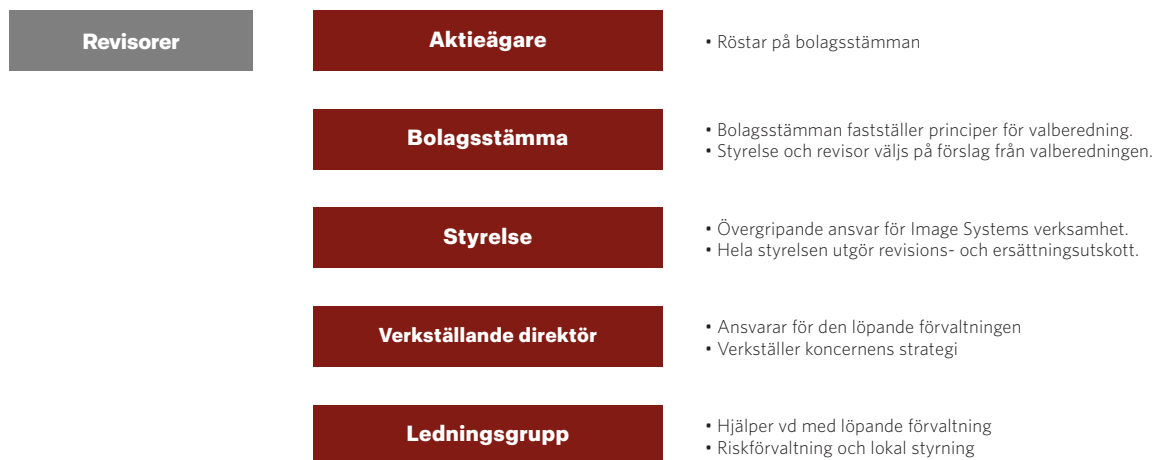 Revisorer
Aktieägare
• Röstar på bolagsstämman
Bolagsstämma
• Bolagsstämman fastställer principer för valberedning.
• Styrelse och revisor väljs på förslag från valberedningen.
Styrelse
• Övergripande ansvar för Image Systems verksamhet.
• Hela styrelsen utgör revisions- och ersättningsutskott.
Verkställande direktör
• Ansvarar för den löpande förvaltningen
• Verkställer koncernens strategi
Ledningsgrupp
• Hjälper vd med löpande förvaltning
• Riskförvaltning och lokal styrning